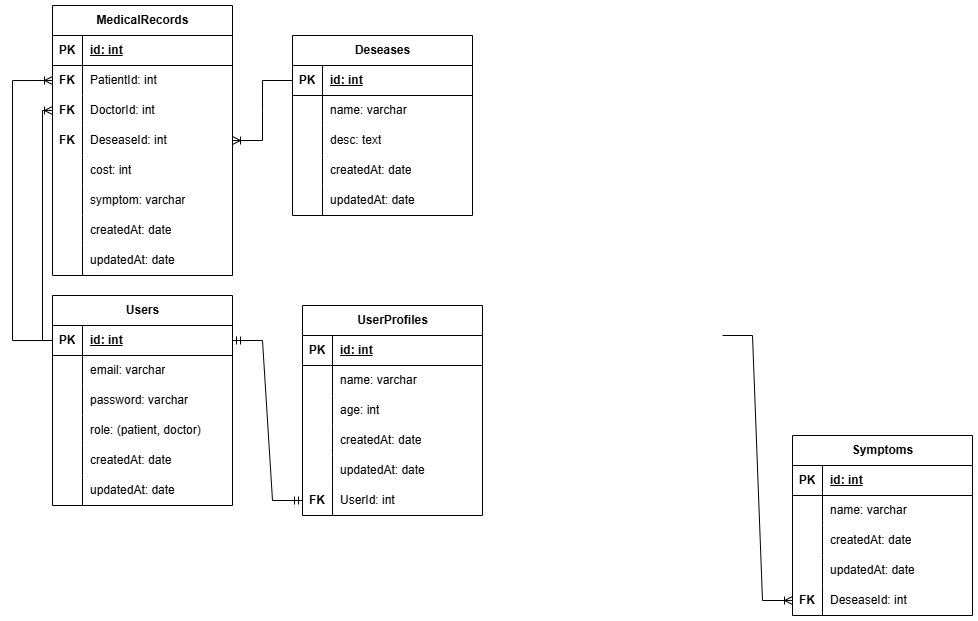 MedicalRecords
PK id: int
FK PatientId: int
FK DoctorId: int
FK DeseaseId: int
cost: int
symptom: varchar
createdAt: date
updatedAt: date
Deseases
PK id: int
name: varchar
desc: text
createdAt: date
updatedAt: date
Users
PK id: int
email: varchar
password: varchar
role: (patient, doctor)
createdAt: date
updatedAt: date
UserProfiles
PK id: int
name: varchar
age: int
createdAt: date
updatedAt: date
FK UserId: int
Symptoms
PK id: int
name: varchar
createdAt: date
updatedAt: date
FK DeseaseId: int